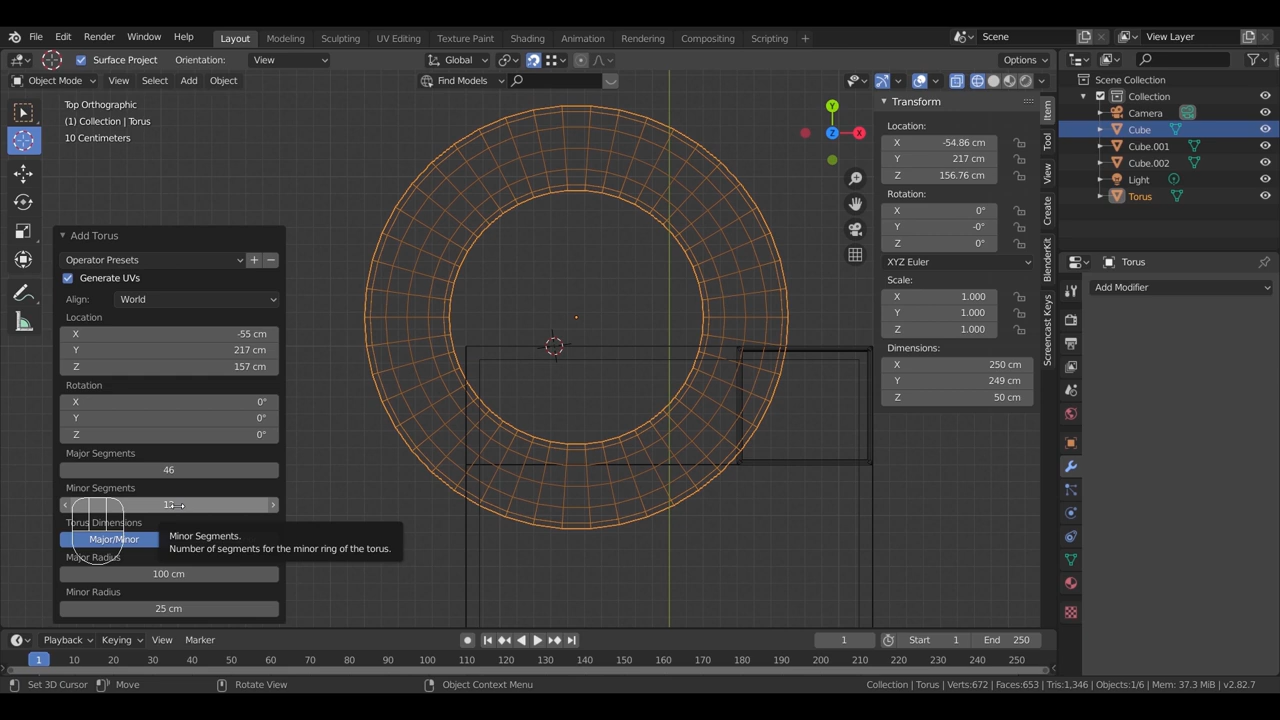 File Edit Render Window Help Layout Modeling Sculpting UV Editing Texture Paint Shading Animation Rendering Compositing Scripting + Scene View Layer
Surface Project Orientation: View Global Options
Object Mode View Select Add Object Find Models
Top Orthographic
(1) Collection | Torus
10 Centimeters
Y
Z X
Transform
Location:
X -54.86 cm
Y 217 cm
Z 156.76 cm
Rotation:
X 0°
Y -0°
Z 0°
XYZ Euler
Scale:
X 1.000
Y 1.000
Z 1.000
Dimensions:
X 250 cm
Y 249 cm
Z 50 cm
Item
Tool
View
Create
BlenderKit
Screencast Keys
Scene Collection
Collection
Camera
Cube
Cube.001
Cube.002
Light
Torus
Torus
Add Modifier
Add Torus
Operator Presets + −
Generate UVs
Align: World
Location
X -55 cm
Y 217 cm
Z 157 cm
Rotation
X 0°
Y 0°
Z 0°
Major Segments
46
Minor Segments
Torus Dimensions
Major/Minor
Major Radius
100 cm
Minor Radius
25 cm
Minor Segments.
Number of segments for the minor ring of the torus.
Playback Keying View Marker 1 Start 1 End 250
1 10 20 30 40 50 60 70 80 90 100 110 120 130 140 150 160 170 180 190 200 210 220 230 240 250
Set 3D Cursor Move Rotate View Object Context Menu Collection | Torus | Verts:672 | Faces:653 | Tris:1,346 | Objects:1/6 | Mem: 37.3 MiB | v2.82.7